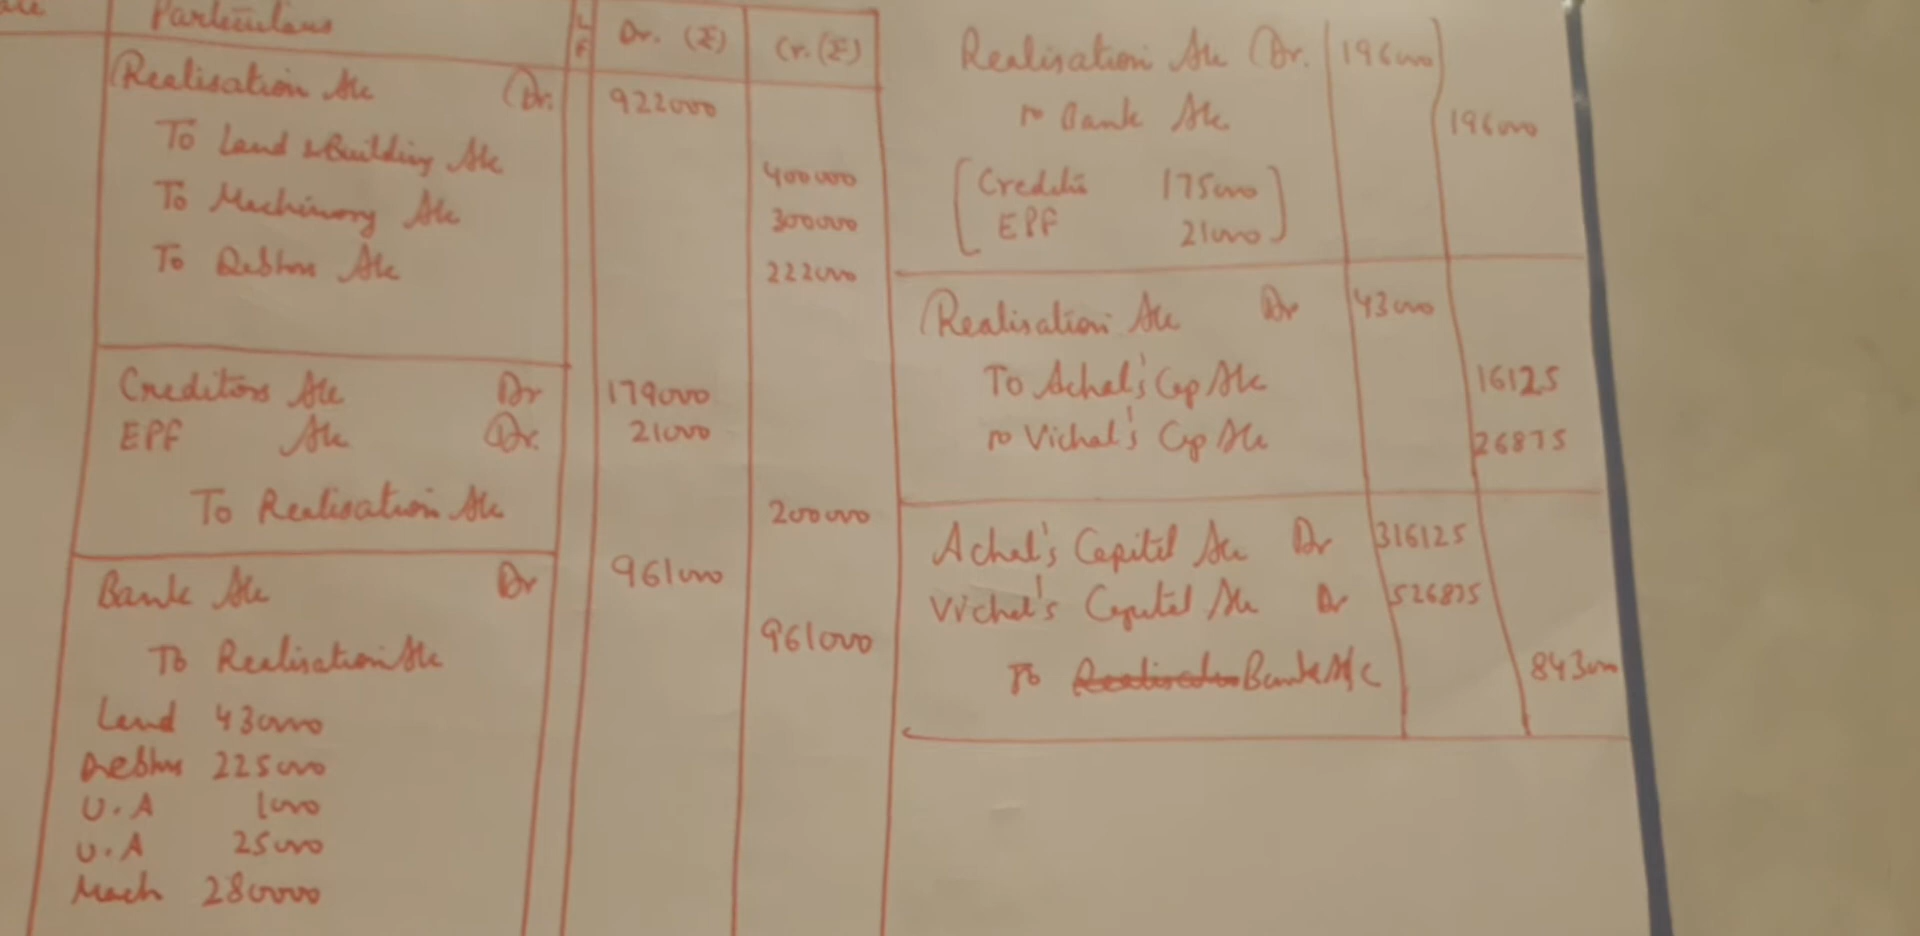 Particulars L F Dr. (₹) Cr. (₹)
Realisation A/c Dr. 922000
To Land & Building A/c 400000
To Machinery A/c 300000
To Debtors A/c 222000
Creditors A/c Dr 179000
EPF A/c Dr. 21000
To Realisation A/c 200000
Bank A/c Dr 961000
To Realisation A/c 961000
Land 430000
Debtors 225000
U.A 1000
U.A 25000
Mach 280000
Realisation A/c Dr. 196000
To Bank A/c 196000
Creditors 175000
EPF 21000
Realisation A/c Dr 43000
To Achal's Cap A/c 16125
To Vichal's Cap A/c 26875
Achal's Capital A/c Dr 316125
Vichal's Capital A/c Dr 526875
To Bank A/c 843000